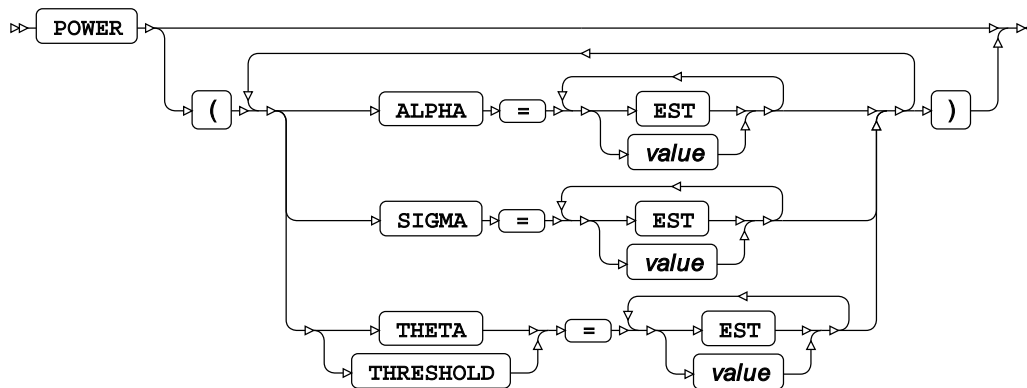 POWER
( ALPHA = EST )
value
SIGMA = EST
value
THETA = EST
THRESHOLD value